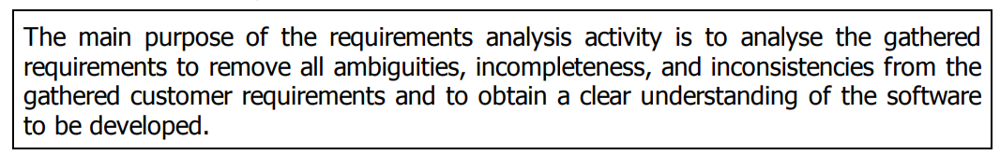 The main purpose of the requirements analysis activity is to analyse the gathered
requirements to remove all ambiguities, incompleteness, and inconsistencies from the
gathered customer requirements and to obtain a clear understanding of the software
to be developed.